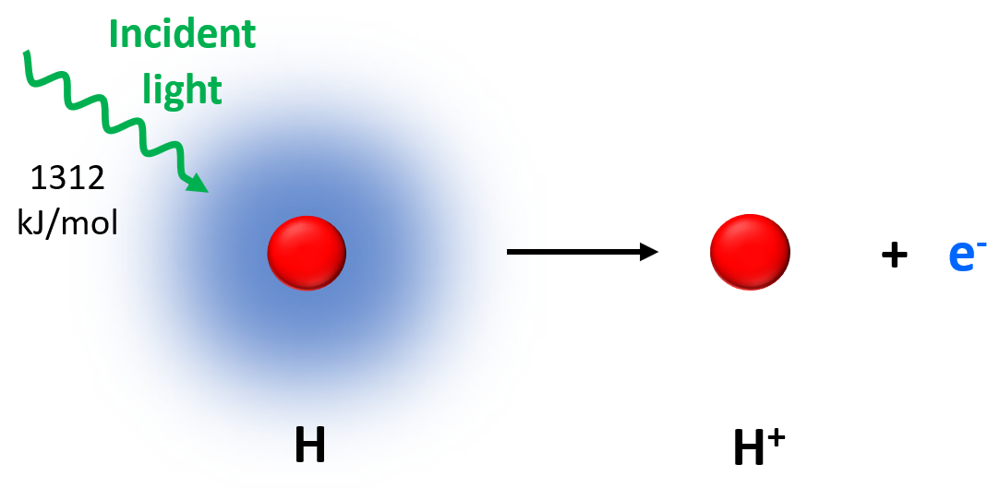 Incident
light
1312
kJ/mol
+ e⁻
H
H⁺